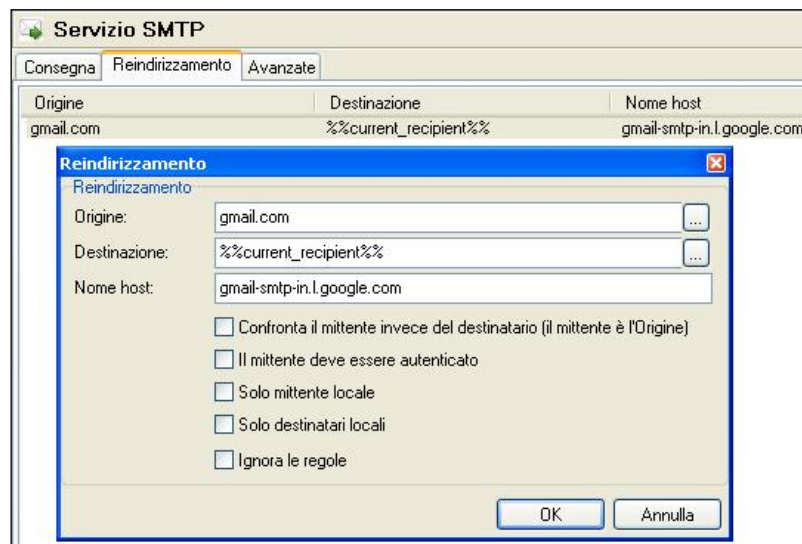 Servizio SMTP
Consegna Reindirizzamento Avanzate
Origine Destinazione Nome host
gmail.com %%current_recipient%% gmail-smtp-in.l.google.com
Reindirizzamento
Reindirizzamento
Origine: gmail.com ...
Destinazione: %%current_recipient%% ...
Nome host: gmail-smtp-in.l.google.com
Confronta il mittente invece del destinatario (il mittente è l'Origine)
Il mittente deve essere autenticato
Solo mittente locale
Solo destinatari locali
Ignora le regole
OK Annulla